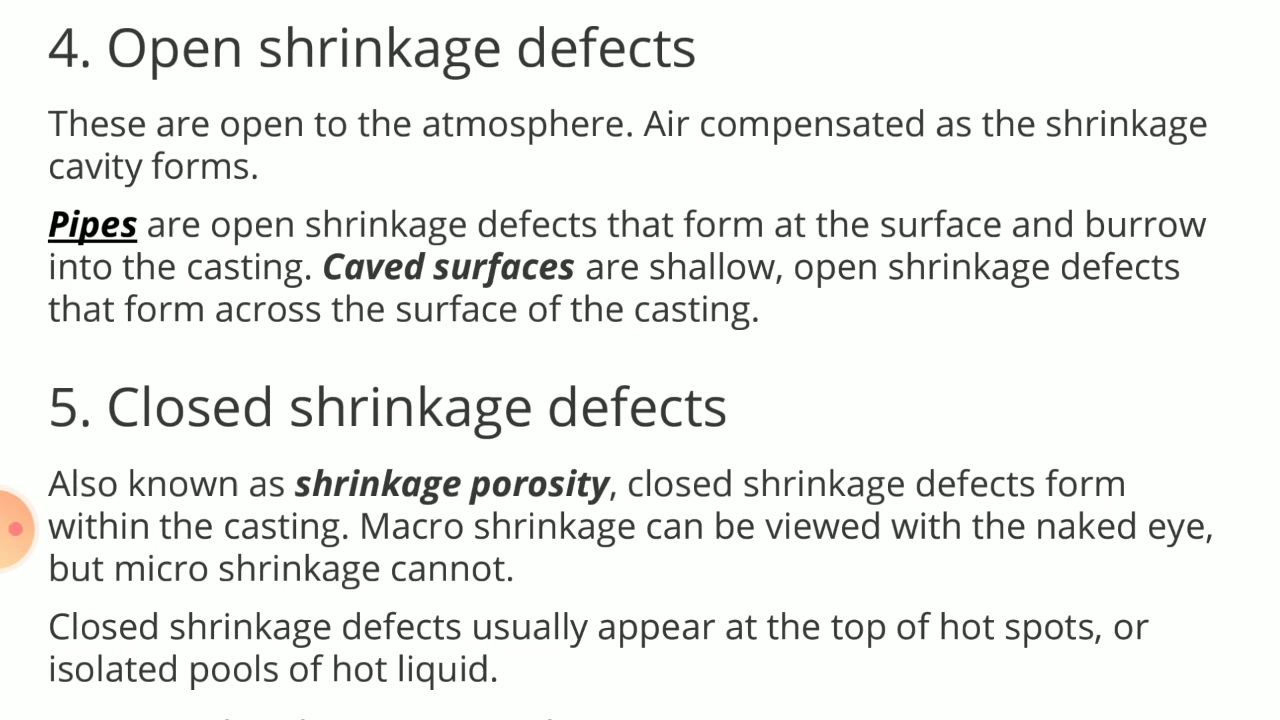 4. Open shrinkage defects
These are open to the atmosphere. Air compensated as the shrinkage
cavity forms.
Pipes are open shrinkage defects that form at the surface and burrow
into the casting. Caved surfaces are shallow, open shrinkage defects
that form across the surface of the casting.
5. Closed shrinkage defects
Also known as shrinkage porosity, closed shrinkage defects form
within the casting. Macro shrinkage can be viewed with the naked eye,
but micro shrinkage cannot.
Closed shrinkage defects usually appear at the top of hot spots, or
isolated pools of hot liquid.